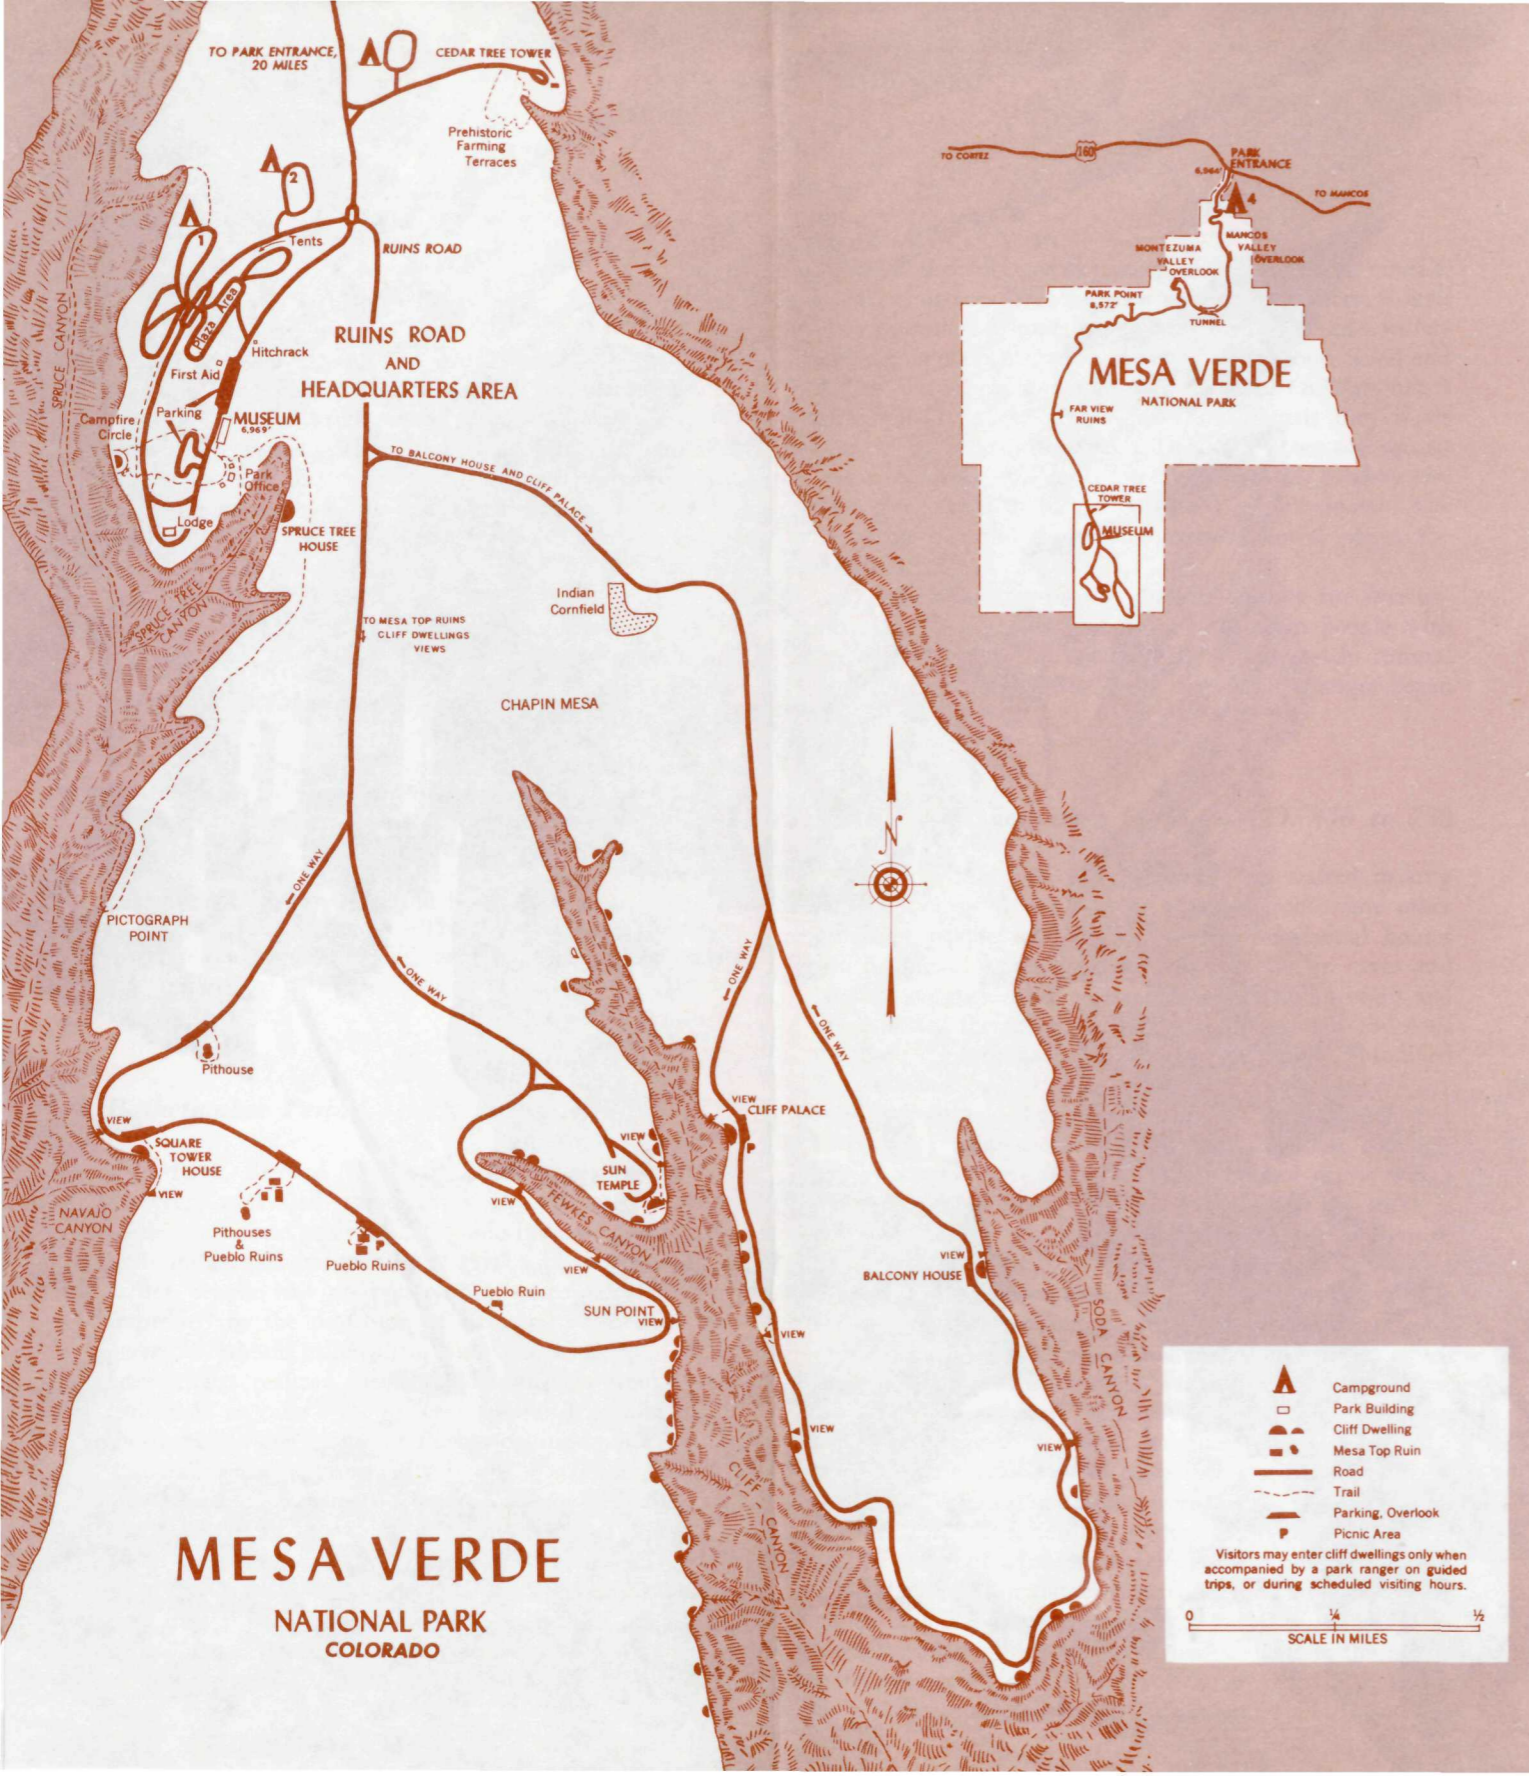 TO PARK ENTRANCE,
20 MILES
CEDAR TREE TOWER
Prehistoric
Farming
Terraces
2
1
Tents
RUINS ROAD
Plaza Area
RUINS ROAD
AND
HEADQUARTERS AREA
Hitchrack
First Aid
Parking
MUSEUM
6,969'
Campfire
Circle
Park
Office
Lodge
SPRUCE CANYON
SPRUCE TREE
HOUSE
SPRUCE TREE
CANYON
TO BALCONY HOUSE AND CLIFF PALACE
Indian
Cornfield
TO MESA TOP RUINS
CLIFF DWELLINGS
VIEWS
CHAPIN MESA
ONE WAY
PICTOGRAPH
POINT
ONE WAY
ONE WAY
ONE WAY
N
Pithouse
VIEW
SQUARE
TOWER
HOUSE
VIEW
NAVAJO
CANYON
Pithouses
&
Pueblo Ruins
P
Pueblo Ruins
Pueblo Ruin
VIEW
SUN
TEMPLE
VIEW
FEWKES CANYON
VIEW
SUN POINT
VIEW
VIEW
CLIFF PALACE
P
VIEW
VIEW
VIEW
BALCONY HOUSE
VIEW
SODA CANYON
CLIFF CANYON
MESA VERDE
NATIONAL PARK
COLORADO
TO CORTEZ
160
PARK
ENTRANCE
6,964'
TO MANCOS
4
MANCOS
VALLEY
OVERLOOK
MONTEZUMA
VALLEY
OVERLOOK
PARK POINT
8,572'
TUNNEL
MESA VERDE
NATIONAL PARK
FAR VIEW
RUINS
CEDAR TREE
TOWER
MUSEUM
Campground
Park Building
Cliff Dwelling
Mesa Top Ruin
Road
Trail
Parking, Overlook
P Picnic Area
Visitors may enter cliff dwellings only when
accompanied by a park ranger on guided
trips, or during scheduled visiting hours.
0 ¼ ½
SCALE IN MILES